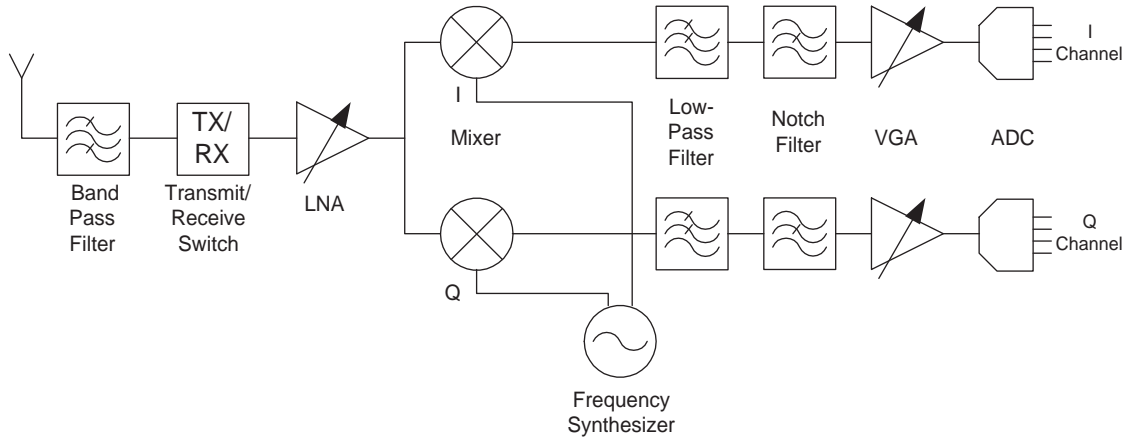 I
Channel
I
Mixer
Low-
Pass
Filter
Notch
Filter
VGA
ADC
TX/
RX
Band
Pass
Filter
Transmit/
Receive
Switch
LNA
Q
Channel
Q
Frequency
Synthesizer